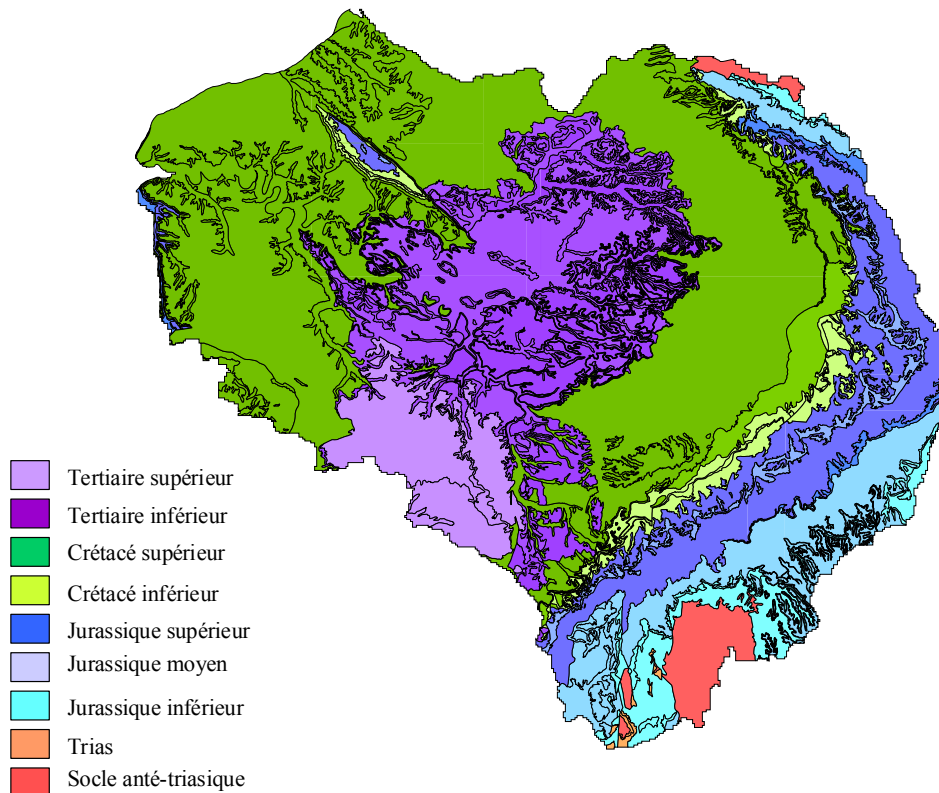 Tertiaire supérieur
Tertiaire inférieur
Crétacé supérieur
Crétacé inférieur
Jurassique supérieur
Jurassique moyen
Jurassique inférieur
Trias
Socle anté-triasique